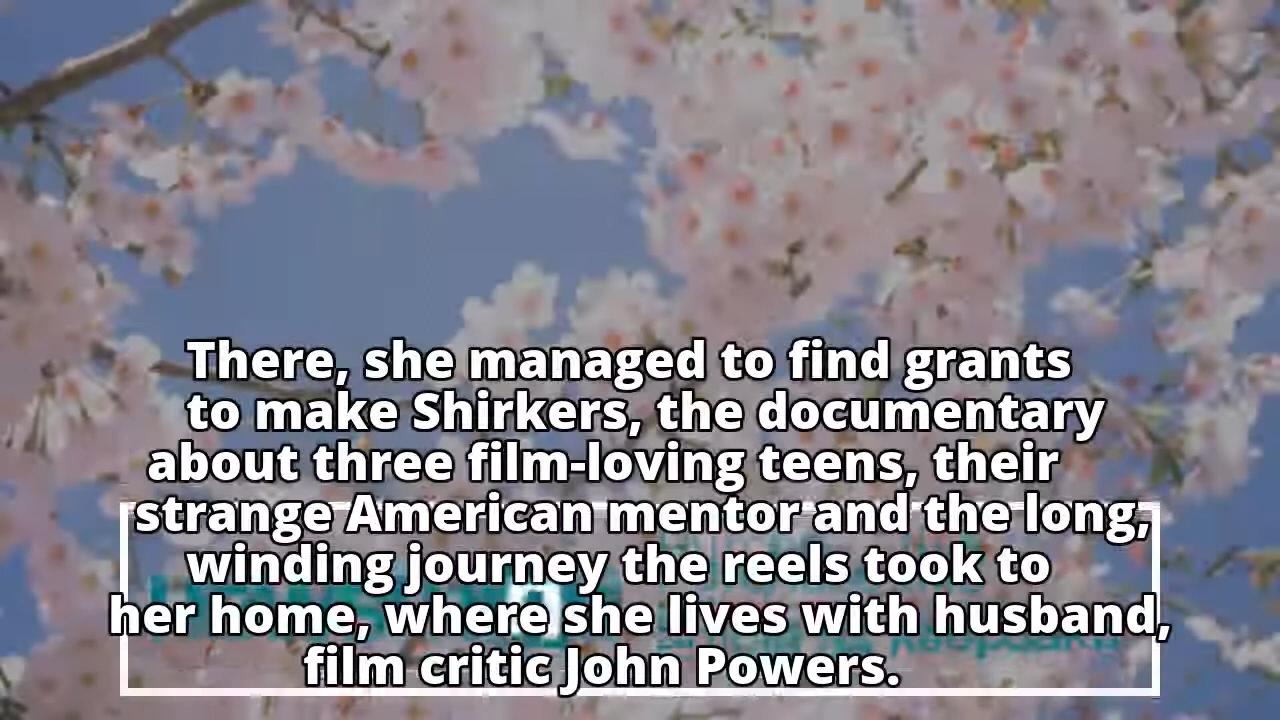 There, she managed to find grants
to make Shirkers, the documentary
about three film-loving teens, their
strange American mentor and the long,
winding journey the reels took to
her home, where she lives with husband,
film critic John Powers.